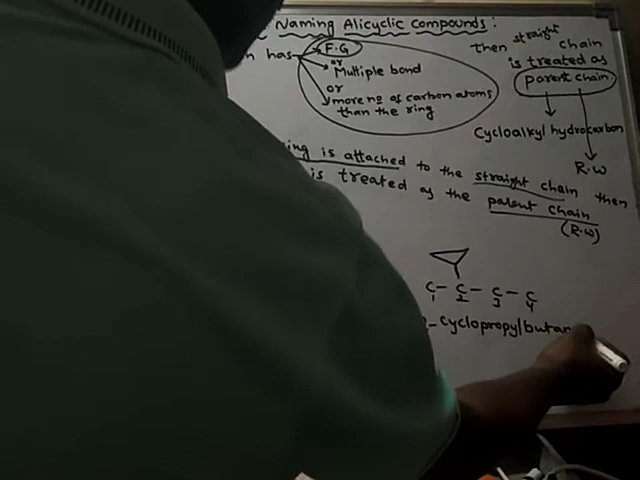 Naming Alicyclic Compounds :
has F.G
or
Multiple bond
or
more no of carbon atoms
than the ring
then straight chain
is treated as
parent chain
Cycloalkyl hydrocarbon
R.W
ring is attached to the straight chain then
is treated as the parent chain
(R.W)
C - C - C - C
1 2 3 4
2-cyclopropylbutan